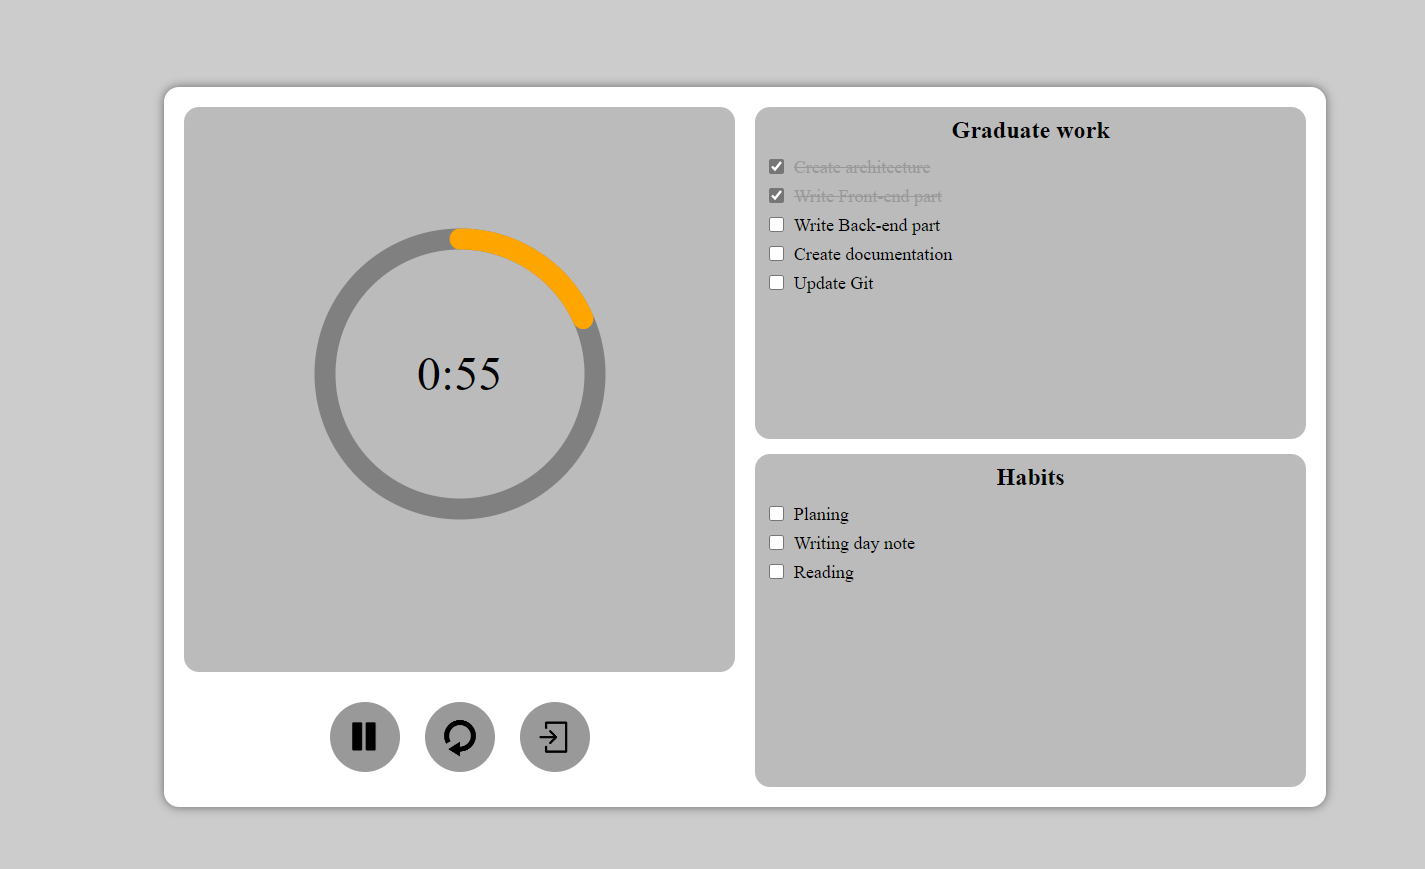 0:55
Graduate work
Create architecture
Write Front-end part
Write Back-end part
Create documentation
Update Git
Habits
Planing
Writing day note
Reading